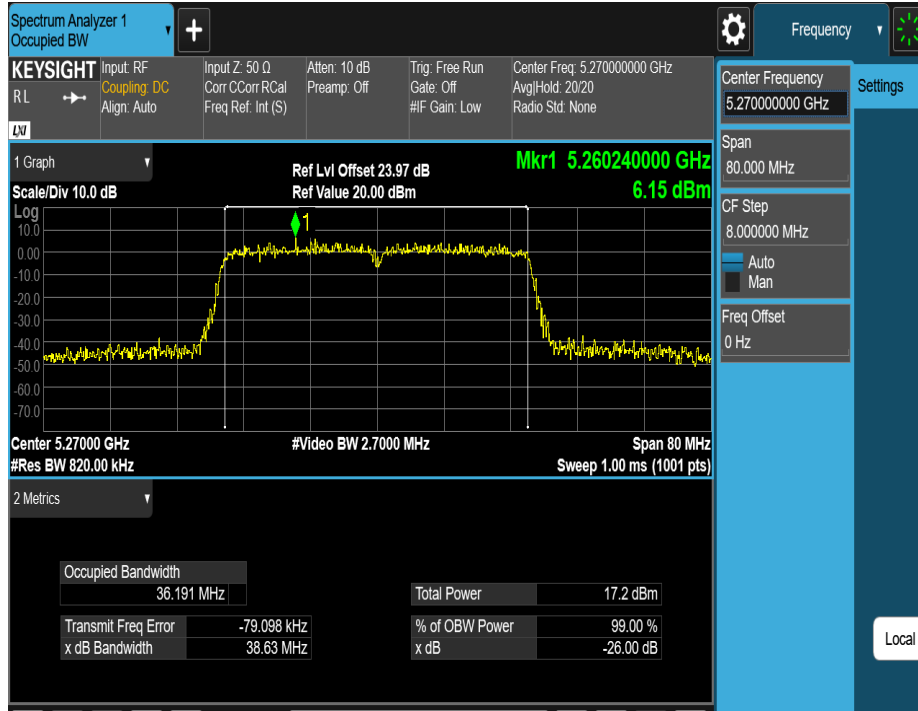 Spectrum Analyzer 1
Occupied BW
Frequency
KEYSIGHT
R L
LXI
Input: RF
Coupling: DC
Align: Auto
Input Z: 50 Ω
Corr CCorr RCal
Freq Ref: Int (S)
Atten: 10 dB
Preamp: Off
Trig: Free Run
Gate: Off
#IF Gain: Low
Center Freq: 5.270000000 GHz
Avg|Hold: 20/20
Radio Std: None
Center Frequency
5.270000000 GHz
Settings
Span
80.000 MHz
CF Step
8.000000 MHz
Auto
Man
Freq Offset
0 Hz
Local
1 Graph
Scale/Div 10.0 dB
Ref Lvl Offset 23.97 dB
Ref Value 20.00 dBm
Mkr1 5.260240000 GHz
6.15 dBm
Log
1
10.0
0.00
-10.0
-20.0
-30.0
-40.0
-50.0
-60.0
-70.0
Center 5.27000 GHz
#Video BW 2.7000 MHz
Span 80 MHz
#Res BW 820.00 kHz
Sweep 1.00 ms (1001 pts)
2 Metrics
Occupied Bandwidth
36.191 MHz
Total Power 17.2 dBm
Transmit Freq Error -79.098 kHz
% of OBW Power 99.00 %
x dB Bandwidth 38.63 MHz
x dB -26.00 dB